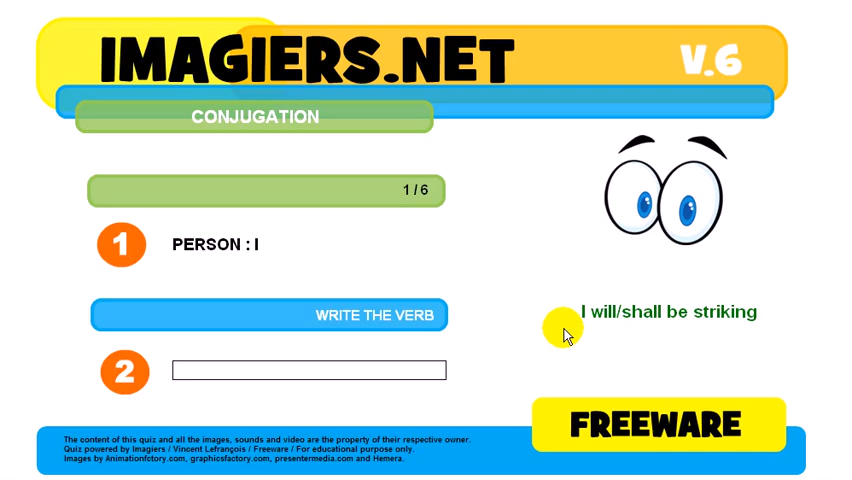 IMAGIERS.NET
V.6
CONJUGATION
1 / 6
1
PERSON : I
I will/shall be striking
WRITE THE VERB
2
FREEWARE
The content of this quiz and all the images, sounds and video are the property of their respective owner.
Quiz powered by Imagiers / Vincent Lefrançois / Freeware / For educational purpose only.
Images by Animationfctory.com, graphicsfactory.com, presentermedia.com and Hemera.